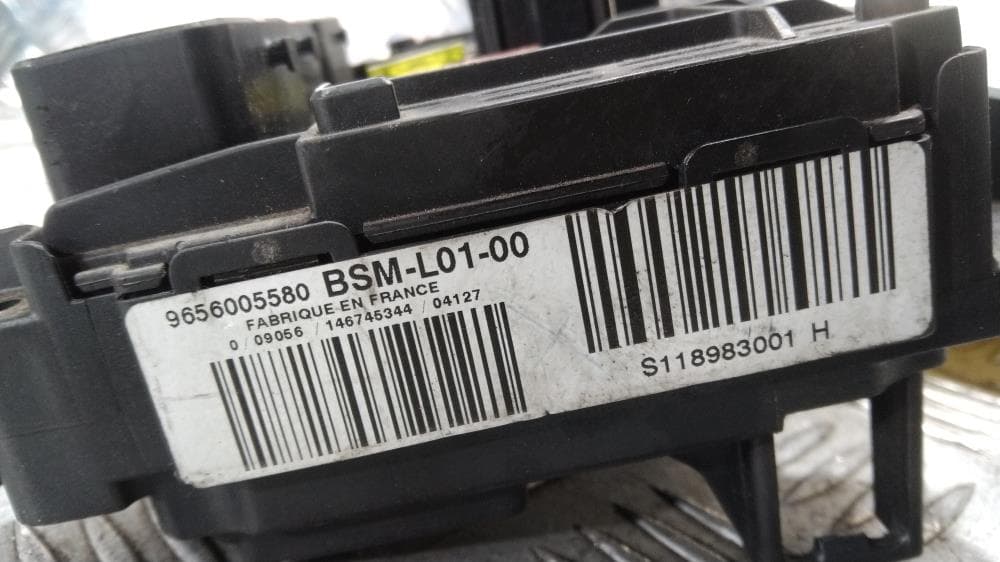 9656005580 BSM-L01-00
FABRIQUE EN FRANCE
0 / 09056 / 146745344 / 04127
S118983001 H